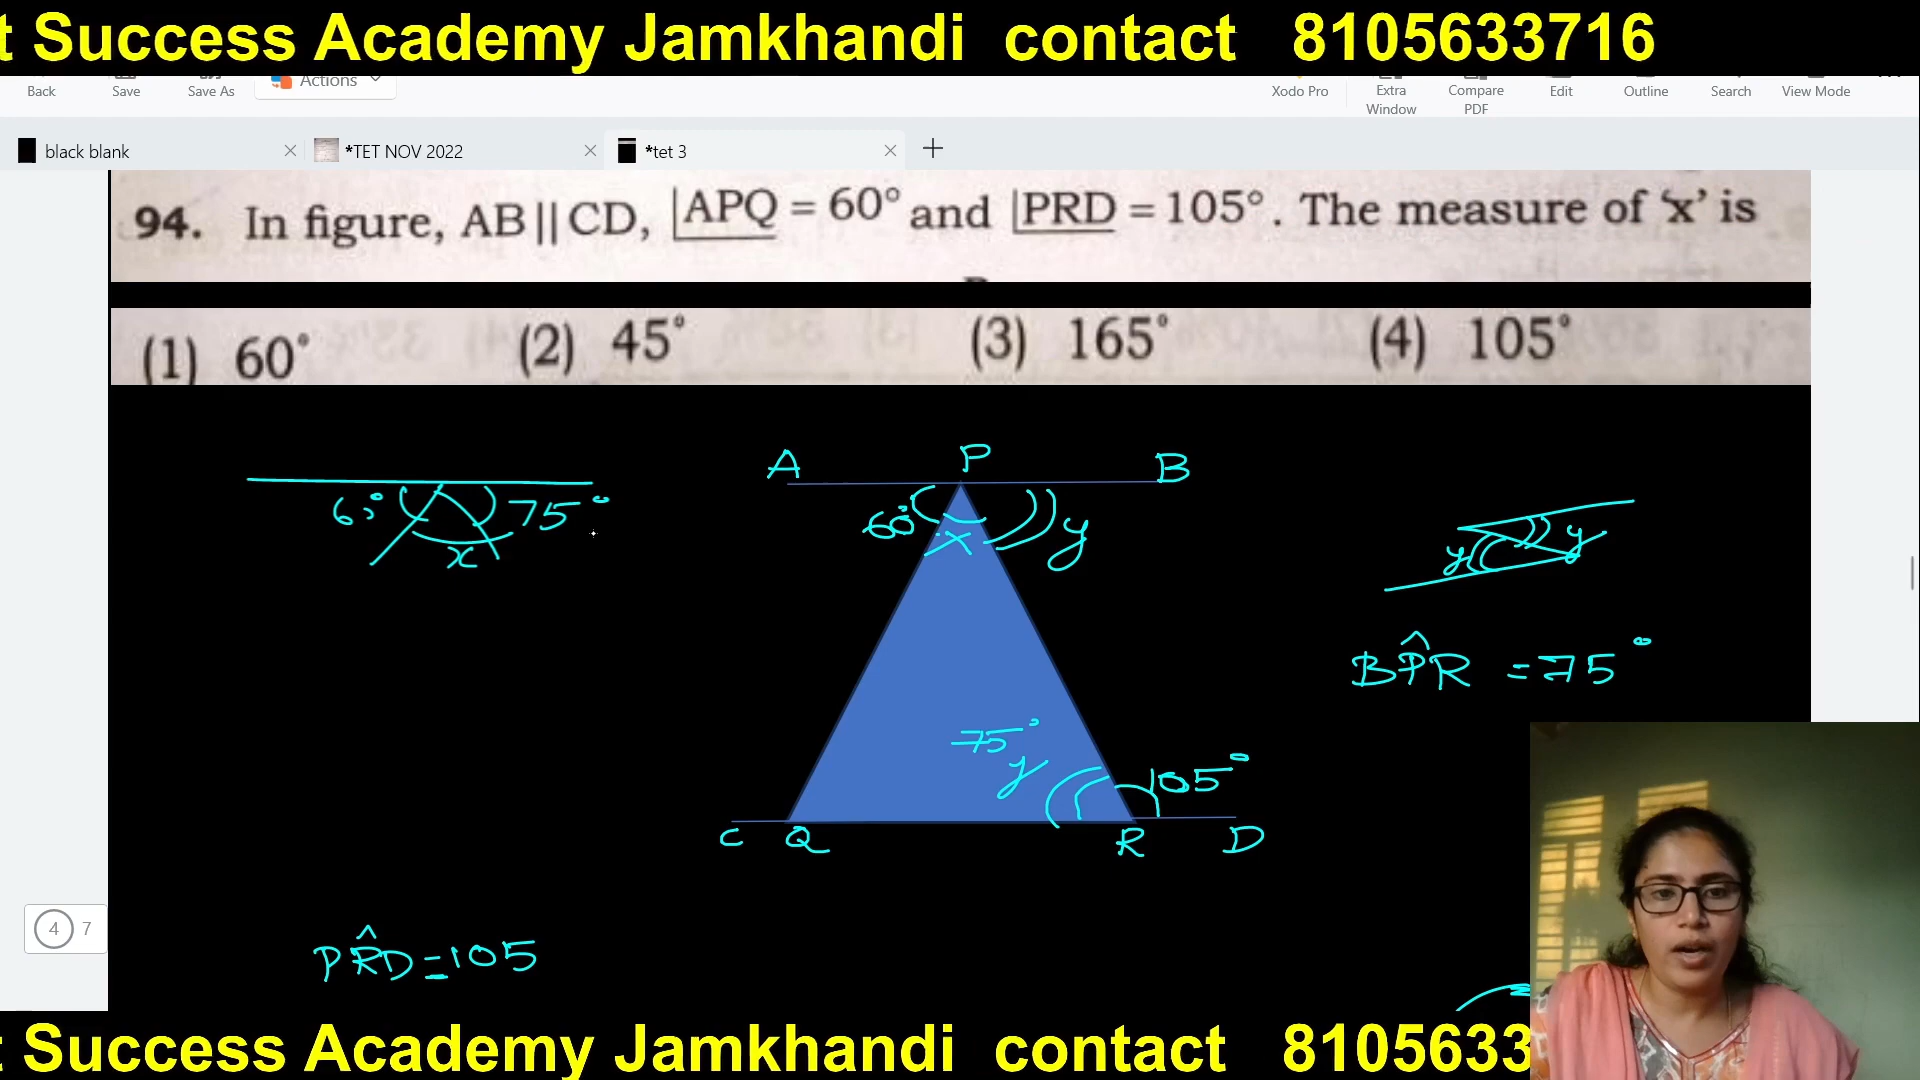 t Success Academy Jamkhandi contact 8105633716
Back Save Save As Actions Xodo Pro Extra Window Compare PDF Edit Outline Search View Mode
black blank *TET NOV 2022 *tet 3
94. In figure, AB || CD, ∠APQ = 60° and ∠PRD = 105°. The measure of ‘x’ is
(1) 60° (2) 45° (3) 165° (4) 105°
A P B
60° 75° x
60° x y
y y
BP̂R = 75°
75°
y 105°
C Q R D
4 7
PR̂D = 105
t Success Academy Jamkhandi contact 8105633